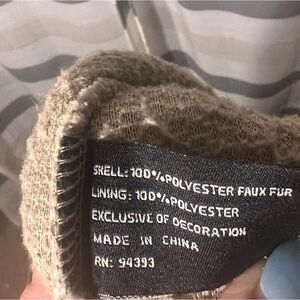 SHELL: 100%POLYESTER FAUX FUR
LINING: 100%POLYESTER
EXCLUSIVE OF DECORATION
MADE IN CHINA
RN: 94393